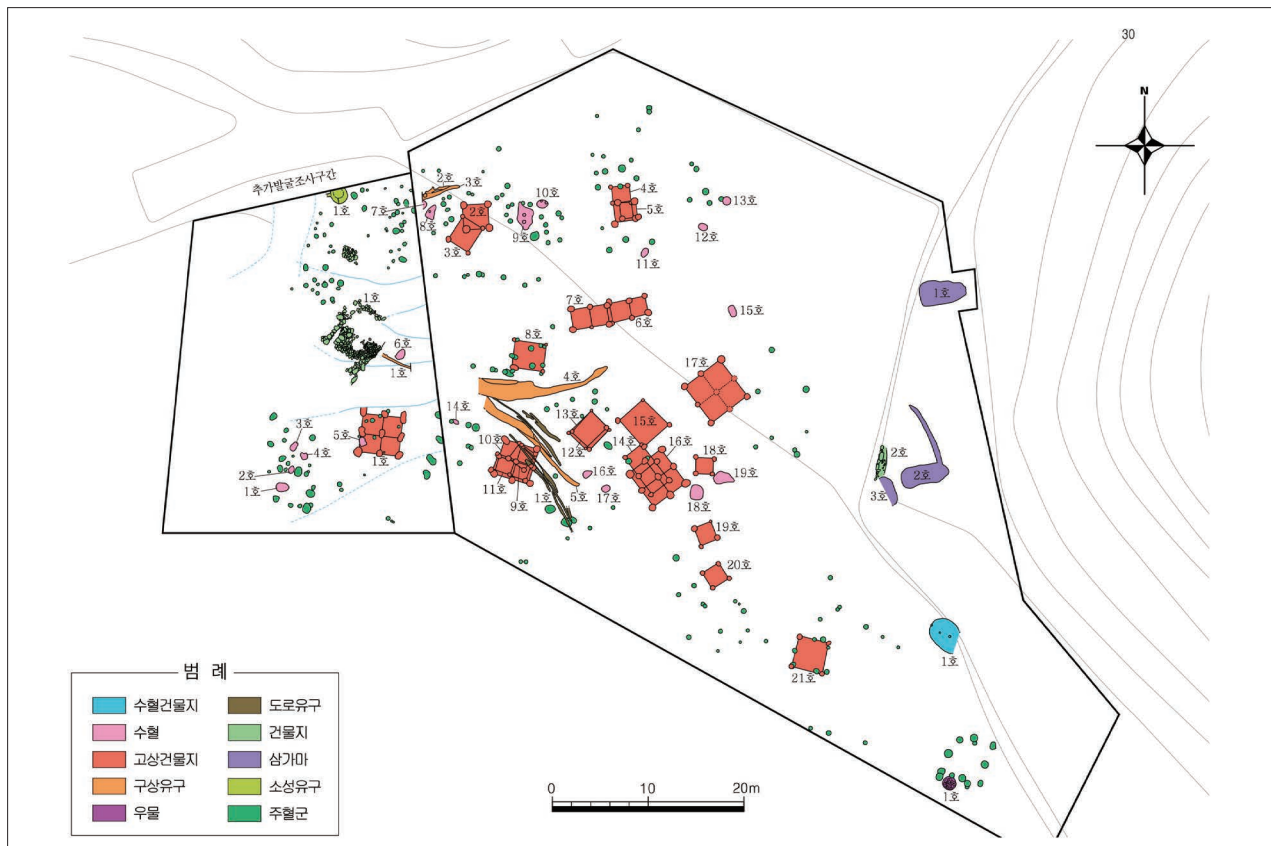 30
N
추가발굴조사구간
1호
2호
3호
7호
8호
2호
3호
10호
9호
4호
5호
13호
12호
11호
1호
6호
1호
7호
6호
15호
1호
8호
4호
17호
3호
4호
2호
1호
5호
1호
14호
13호
12호
10호
11호
9호
1호
5호
15호
14호
16호
16호
17호
18호
19호
18호
2호
2호
3호
19호
20호
21호
1호
1호
범 례
수혈건물지
도로유구
수혈
건물지
고상건물지
삼가마
구상유구
소성유구
우물
주혈군
0 10 20m